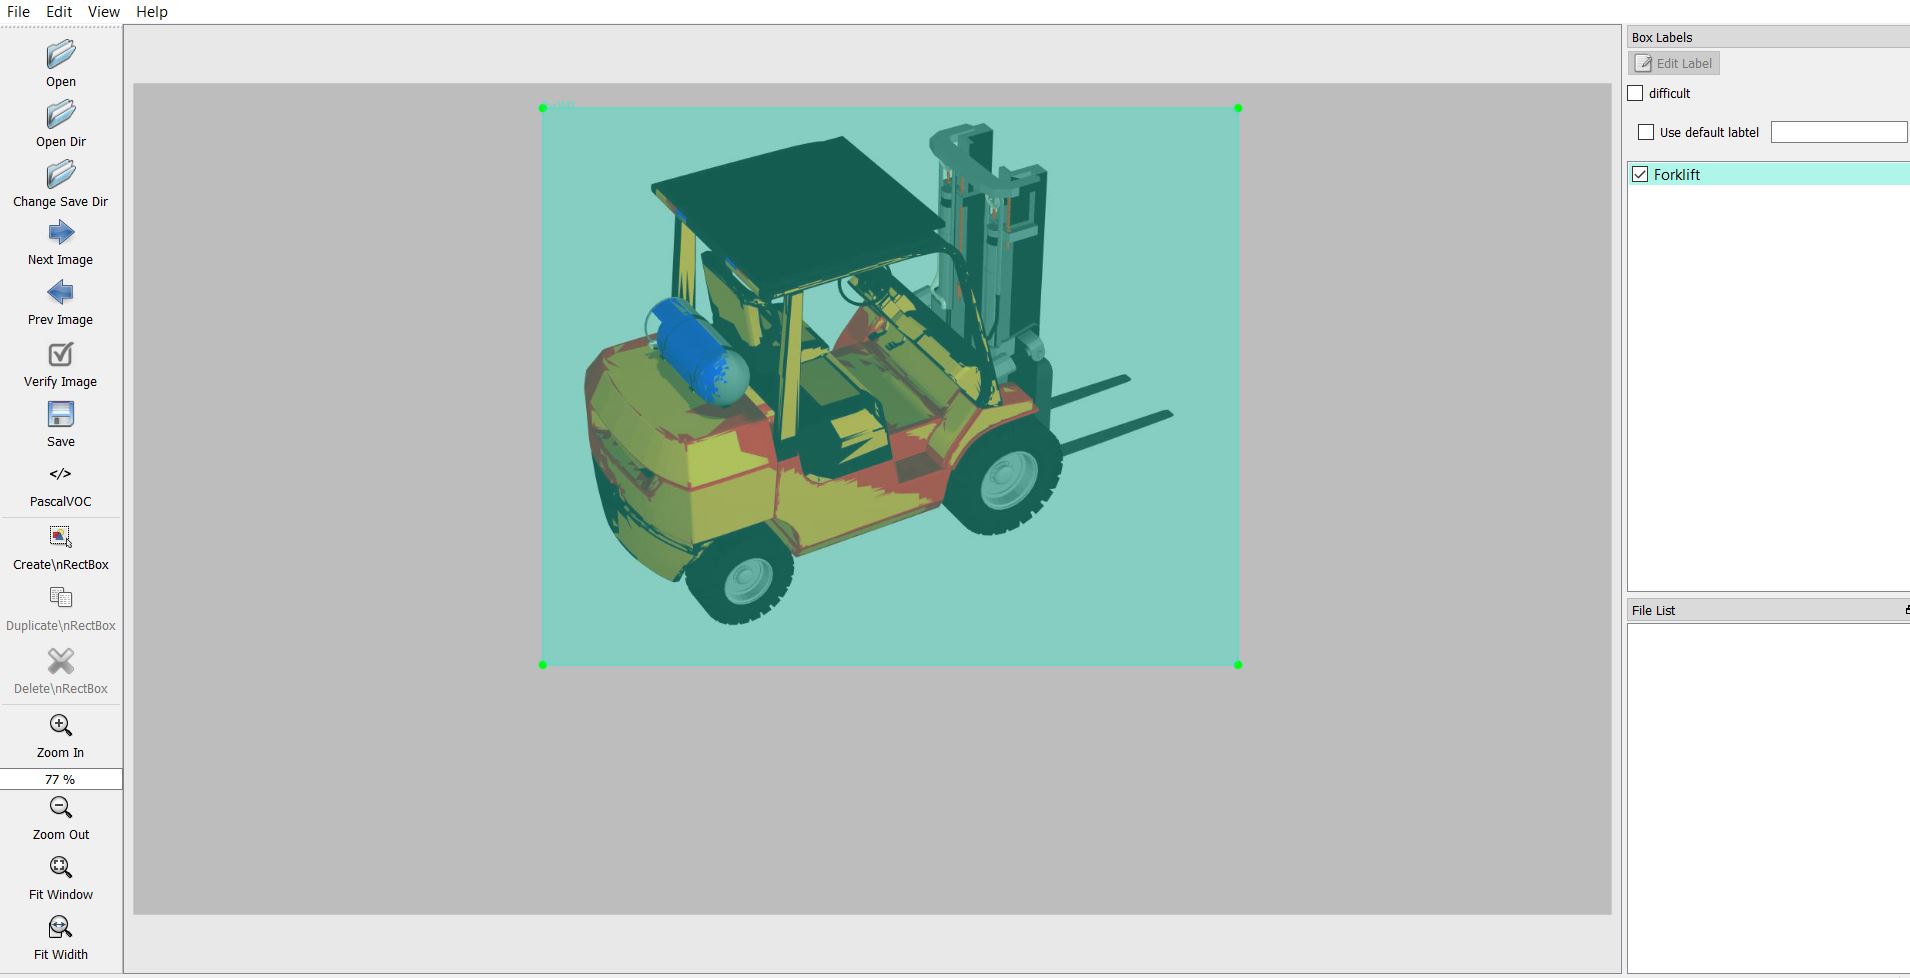 File Edit View Help
Open
Open Dir
Change Save Dir
Next Image
Prev Image
Verify Image
Save
</>
PascalVOC
Create\nRectBox
Duplicate\nRectBox
Delete\nRectBox
Zoom In
77 %
Zoom Out
Fit Window
Fit Widith
Box Labels
Edit Label
difficult
Use default labtel
Forklift
File List